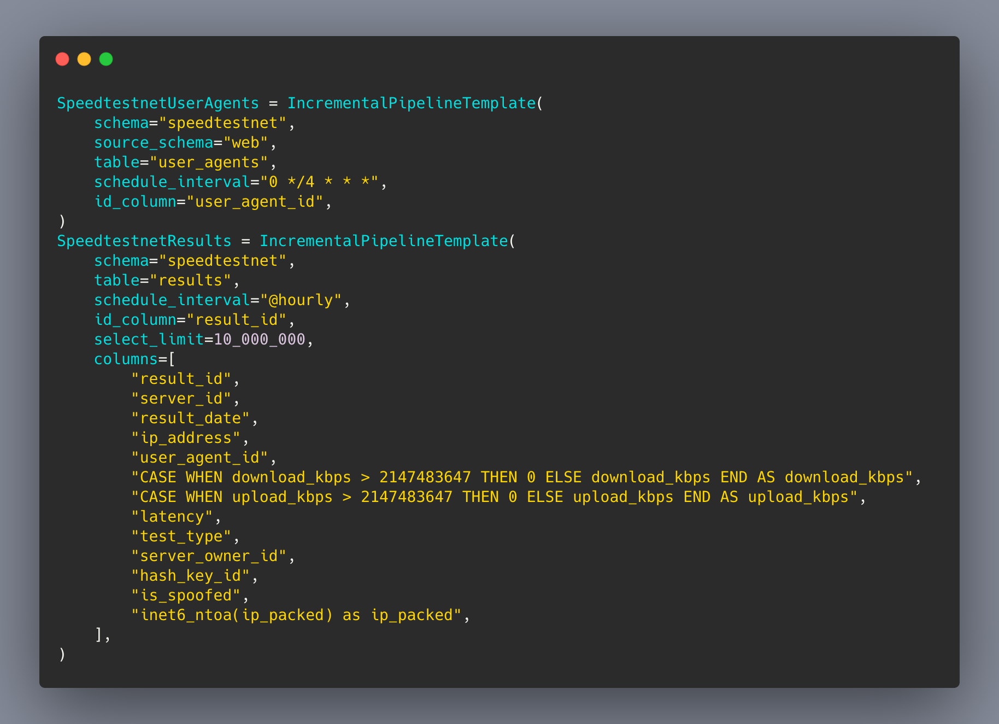 SpeedtestnetUserAgents = IncrementalPipelineTemplate(
    schema="speedtestnet",
    source_schema="web",
    table="user_agents",
    schedule_interval="0 */4 * * *",
    id_column="user_agent_id",
)
SpeedtestnetResults = IncrementalPipelineTemplate(
    schema="speedtestnet",
    table="results",
    schedule_interval="@hourly",
    id_column="result_id",
    select_limit=10_000_000,
    columns=[
        "result_id",
        "server_id",
        "result_date",
        "ip_address",
        "user_agent_id",
        "CASE WHEN download_kbps > 2147483647 THEN 0 ELSE download_kbps END AS download_kbps",
        "CASE WHEN upload_kbps > 2147483647 THEN 0 ELSE upload_kbps END AS upload_kbps",
        "latency",
        "test_type",
        "server_owner_id",
        "hash_key_id",
        "is_spoofed",
        "inet6_ntoa(ip_packed) as ip_packed",
    ],
)